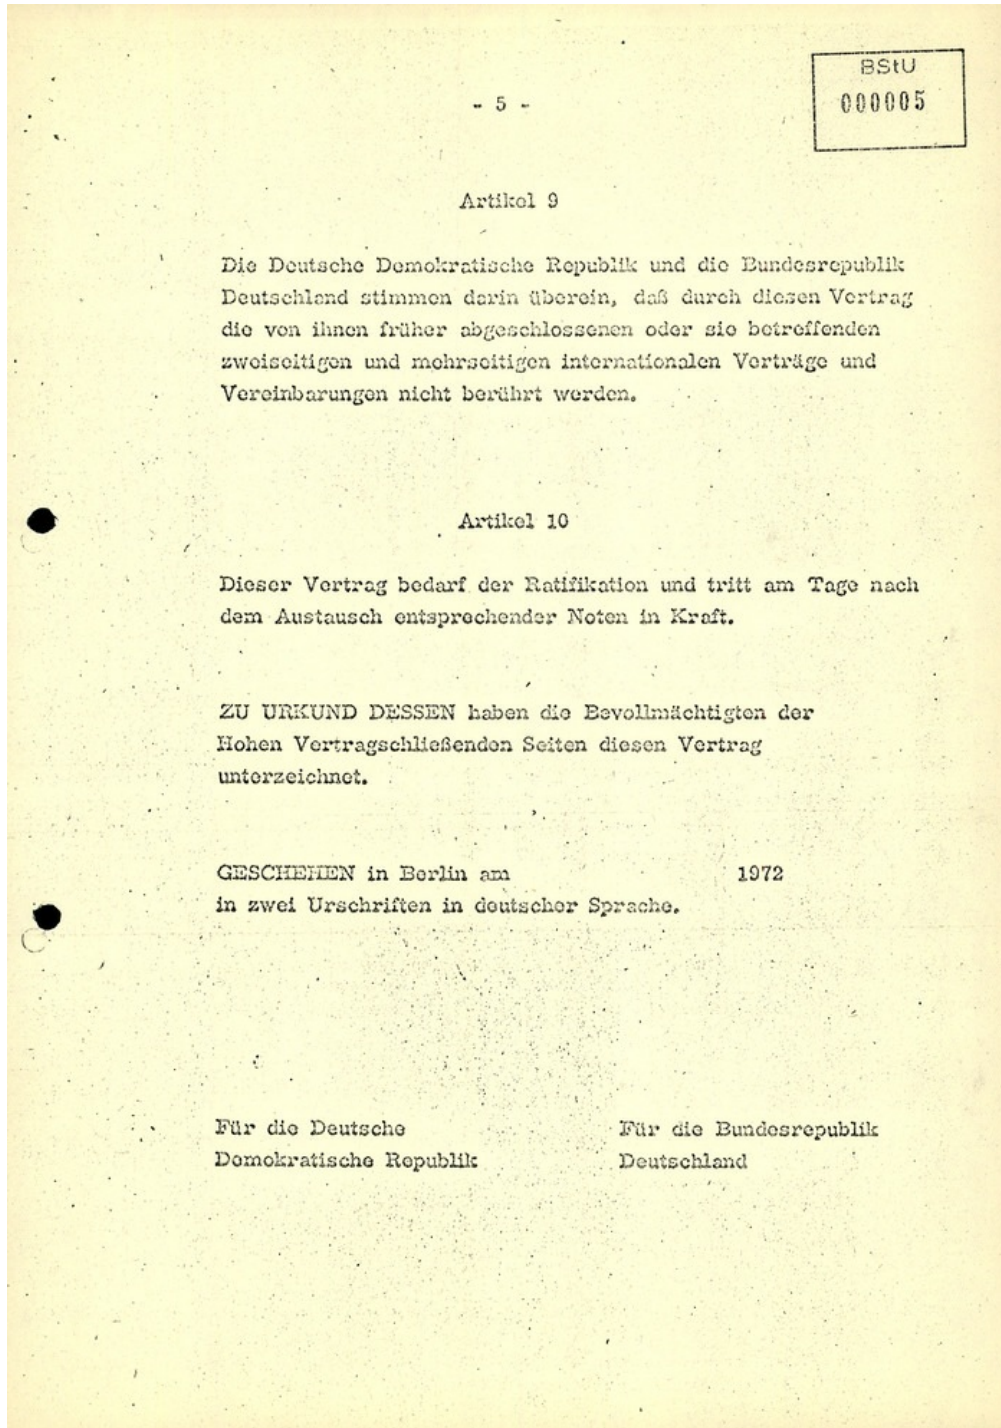 BStU
000005
- 5 -
Artikel 9
Die Deutsche Demokratische Republik und die Bundesrepublik
Deutschland stimmen darin überein, daß durch diesen Vertrag
die von ihnen früher abgeschlossenen oder sie betreffenden
zweiseitigen und mehrseitigen internationalen Verträge und
Vereinbarungen nicht berührt werden.
Artikel 10
Dieser Vertrag bedarf der Ratifikation und tritt am Tage nach
dem Austausch entsprechender Noten in Kraft.
ZU URKUND DESSEN haben die Bevollmächtigten der
Hohen Vertragschließenden Seiten diesen Vertrag
unterzeichnet.
GESCHEHEN in Berlin am 1972
in zwei Urschriften in deutscher Sprache.
Für die Deutsche
Demokratische Republik
Für die Bundesrepublik
Deutschland